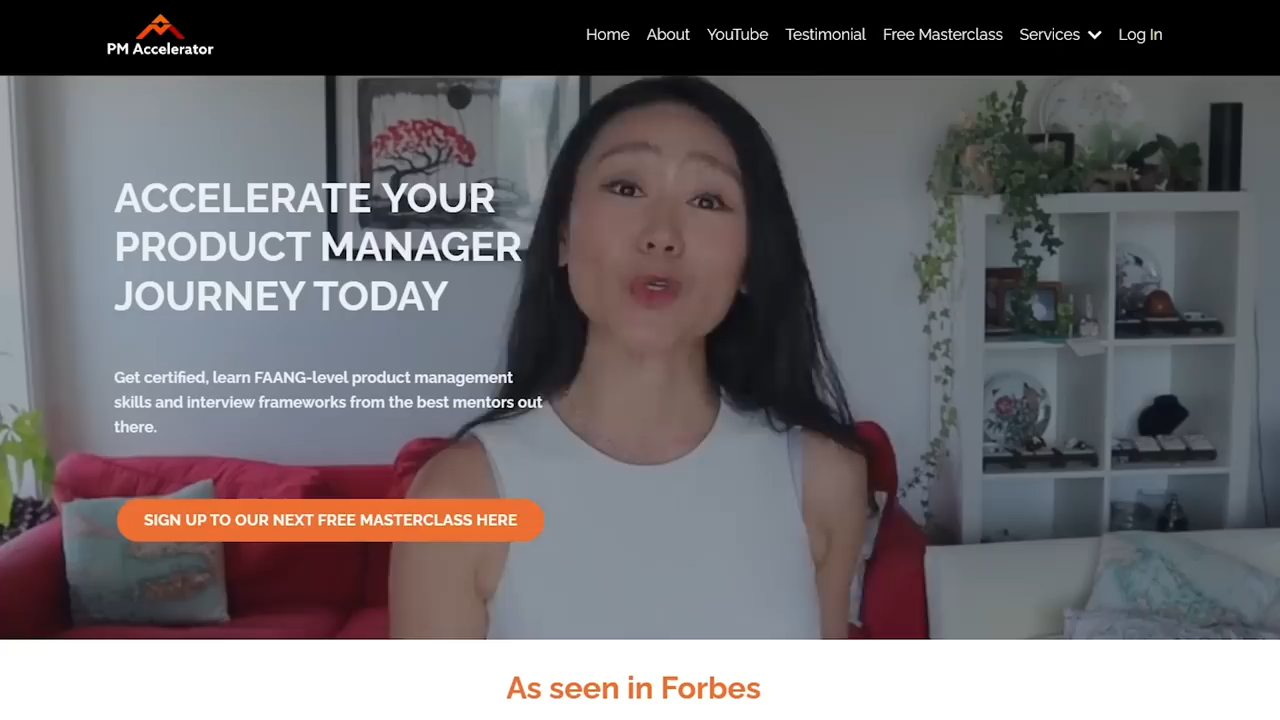 PM Accelerator
Home About YouTube Testimonial Free Masterclass Services Log In
ACCELERATE YOUR
PRODUCT MANAGER
JOURNEY TODAY
Get certified, learn FAANG-level product management
skills and interview frameworks from the best mentors out
there.
SIGN UP TO OUR NEXT FREE MASTERCLASS HERE
As seen in Forbes